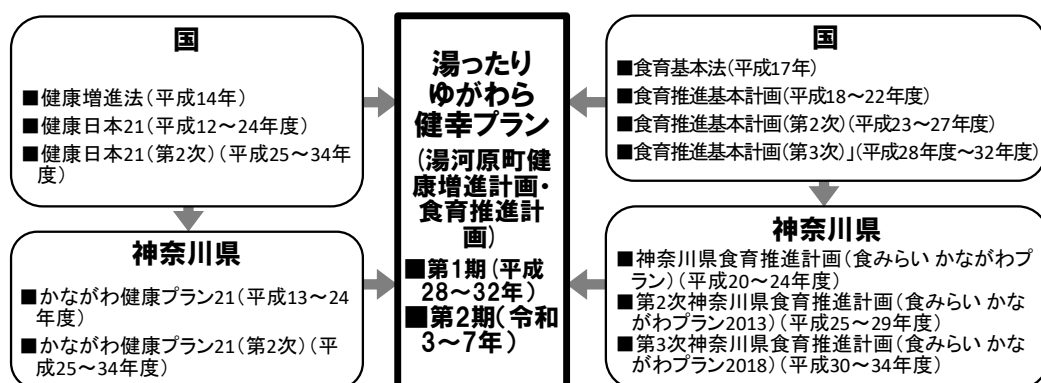 国
■健康増進法(平成14年)
■健康日本21(平成12～24年度)
■健康日本21(第2次)(平成25～34年
度)
神奈川県
■かながわ健康プラン21(平成13～24
年度)
■かながわ健康プラン21(第2次)(平
成25～34年度)
湯ったり
ゆがわら
健幸プラン
(湯河原町健
康増進計画・
食育推進計
画)
■第1期(平成
28～32年)
■第2期(令和
3～7年)
国
■食育基本法(平成17年)
■食育推進基本計画(平成18～22年度)
■食育推進基本計画(第2次)(平成23～27年度)
■食育推進基本計画(第3次)」(平成28年度～32年度)
神奈川県
■神奈川県食育推進計画(食みらい かながわプ
ラン)(平成20～24年度)
■第2次神奈川県食育推進計画(食みらい かな
がわプラン2013)(平成25～29年度)
■第3次神奈川県食育推進計画(食みらい かな
がわプラン2018)(平成30～34年度)